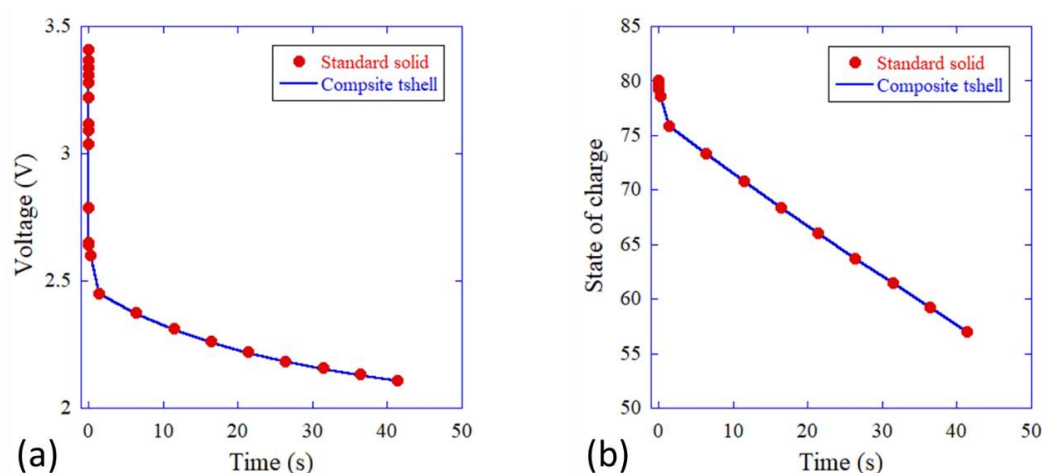 3.5
3
2.5
2
Voltage (V)
Standard solid
Compsite tshell
0 10 20 30 40 50
Time (s)
(a)
85
80
75
70
65
60
55
50
State of charge
Standard solid
Composite tshell
0 10 20 30 40 50
Time (s)
(b)